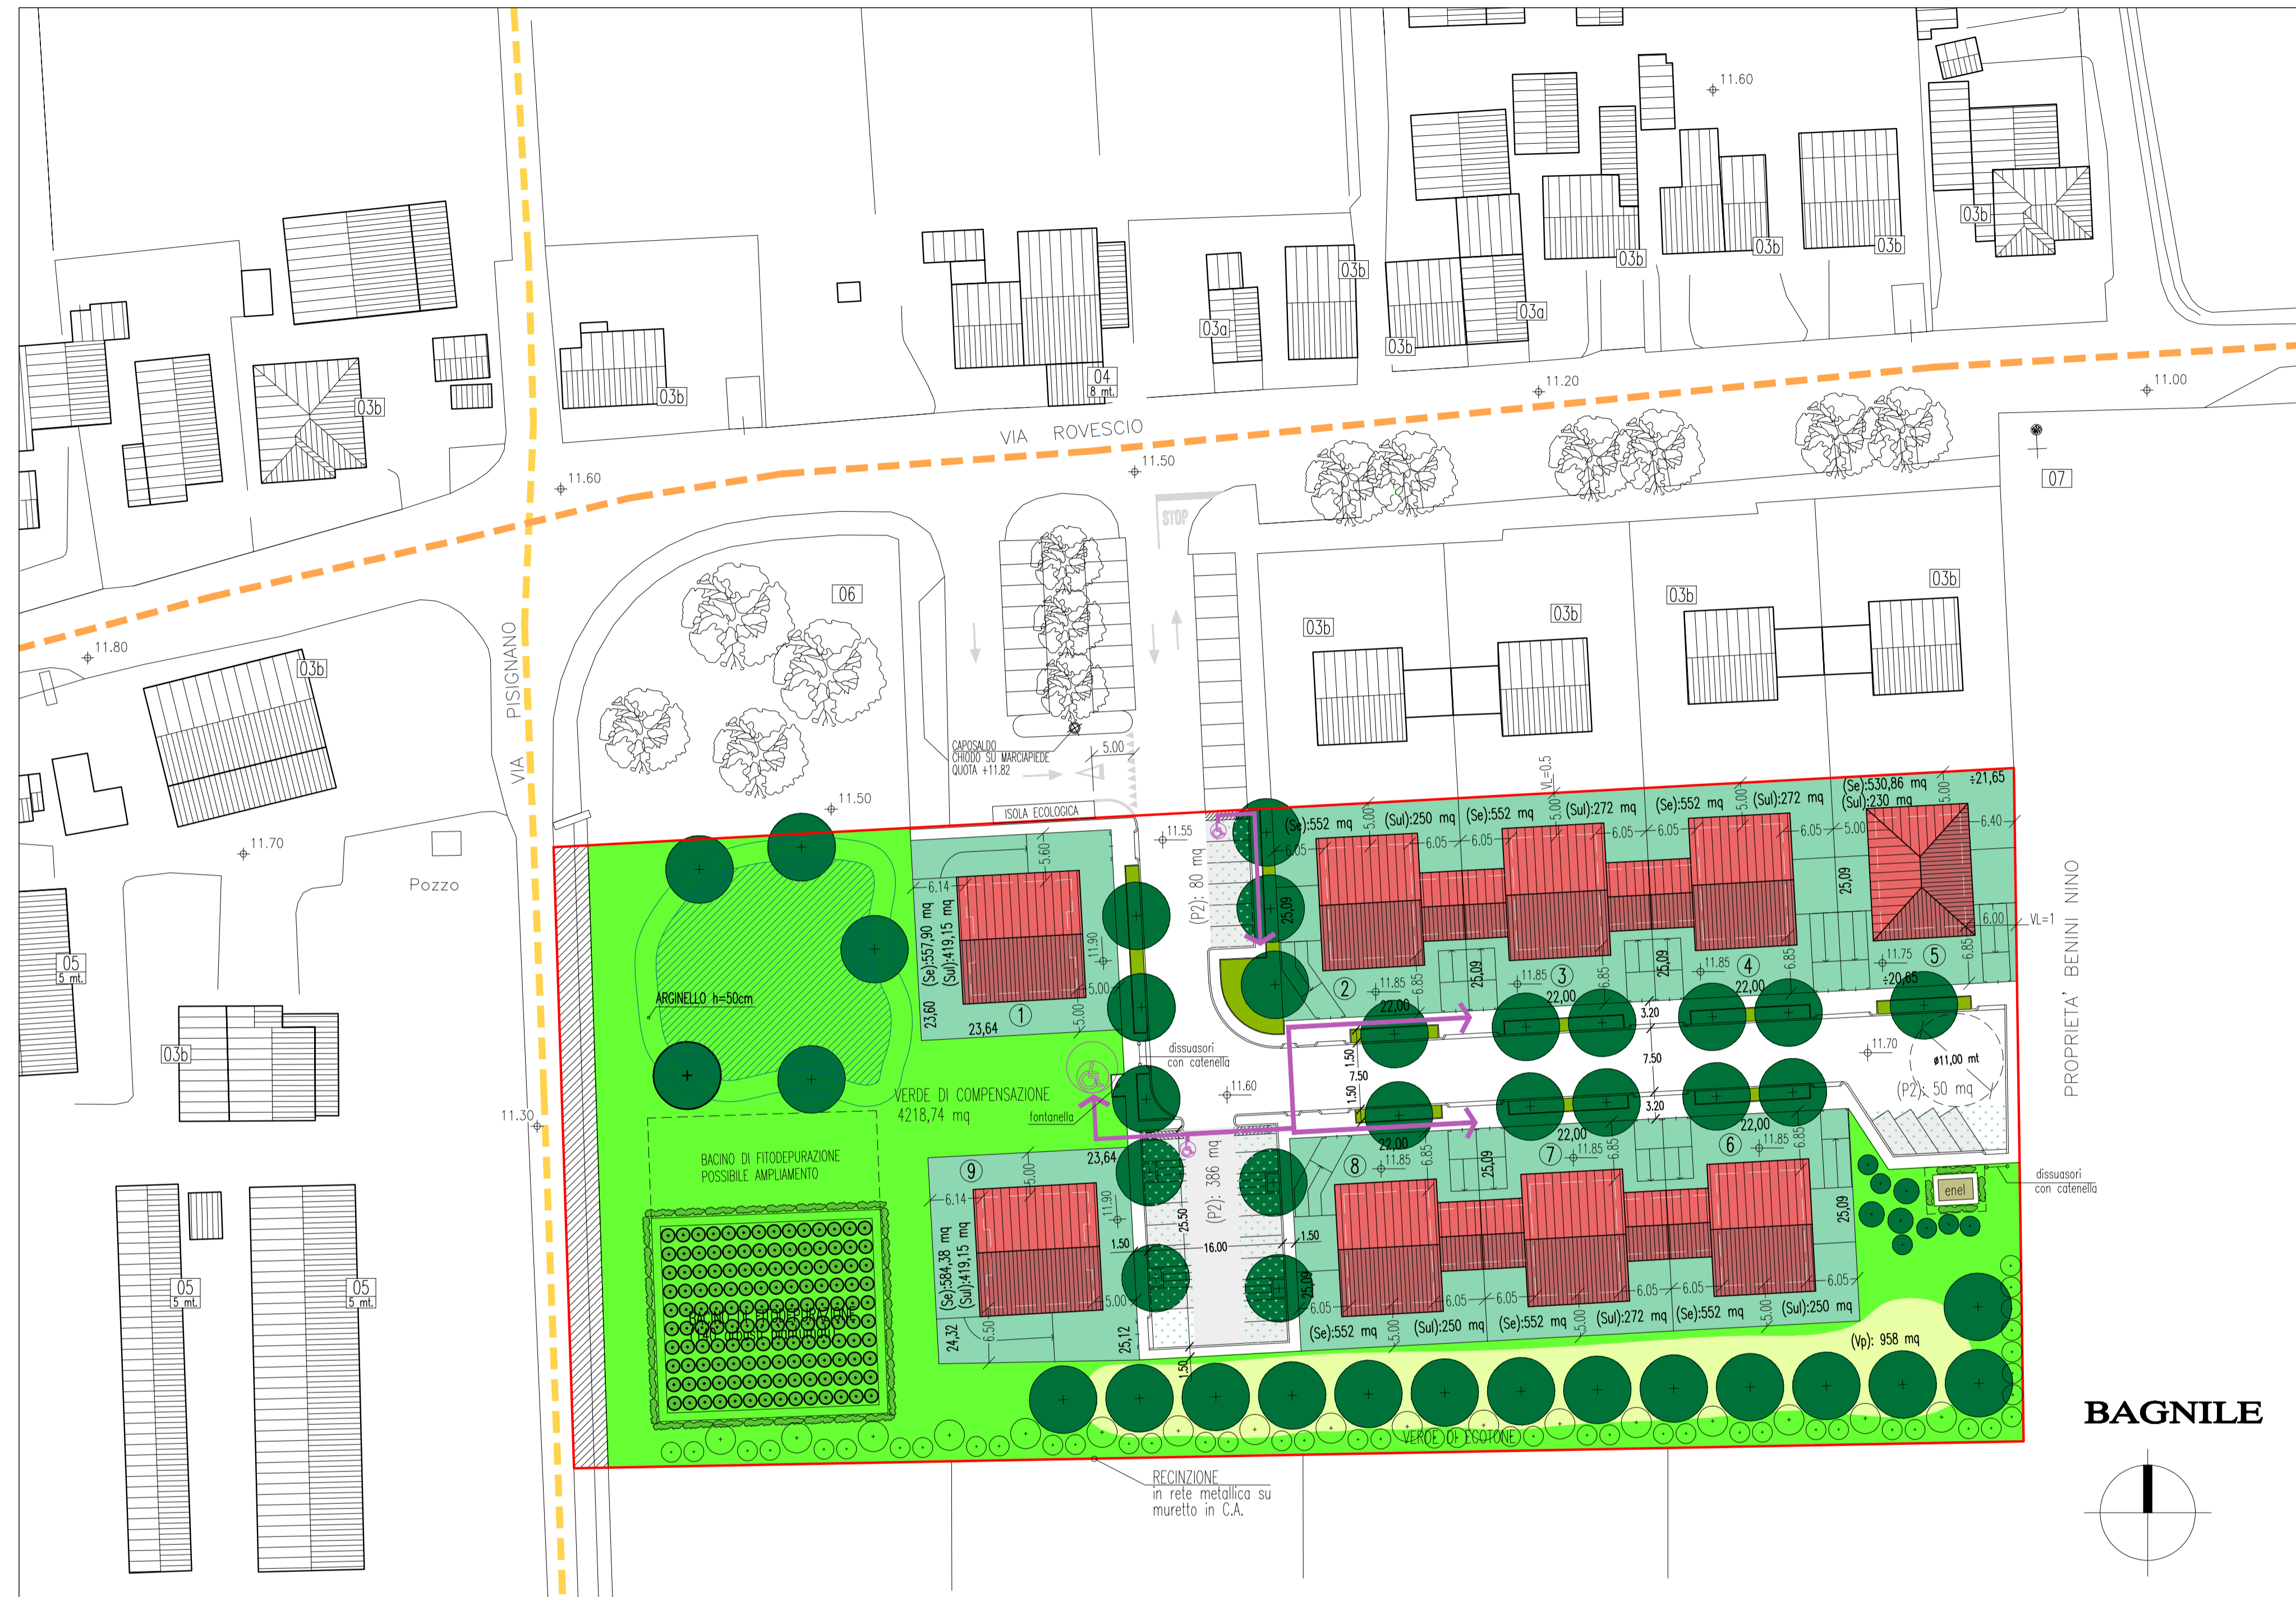 11.60
03b
03b
03b
03b
03b
03a
03a
03b
03b
03b
04
8 mt.
11.20
11.00
VIA ROVESCIO
11.50
11.60
07
STOP
06
03b
03b
03b
03b
11.80
03b
VIA PISIGNANO
CAPOSALDO
CHIODO SU MARCIAPIEDE
QUOTA +11.82
5.00
VL=0.5
11.70
11.50
ISOLA ECOLOGICA
11.55
(Se):552 mq
(Sul):250 mq
(Se):552 mq
(Sul):272 mq
(Se):552 mq
(Sul):272 mq
(Se):530,86 mq
(Sul):230 mq
÷21,65
5.00
5.00
5.00
5.00
6.05
6.05
6.05
6.05
6.05
6.05
5.00
6.40
Pozzo
5.60
6.14
(Se):557,90 mq
(Sul):419,15 mq
23,60
23,64
1
11.90
5.00
5.00
(P2): 80 mq
25,09
25,09
25,09
25,09
6.00
VL=1
PROPRIETA' BENINI NINO
2
11.85
6.85
22,00
3
11.85
6.85
22,00
4
11.85
6.85
22,00
5
11.75
6.85
÷20,65
05
5 mt.
ARGINELLO h=50cm
03b
dissuasori
con catenella
3.20
7.50
3.20
1.50
7.50
1.50
11.70
ø11,00 mt
(P2): 50 mq
11.60
VERDE DI COMPENSAZIONE
4218,74 mq
fontanella
11.30
BACINO DI FITODEPURAZIONE
POSSIBILE AMPLIAMENTO
9
23,64
5.00
6.14
(Se):584,38 mq
(Sul):419,15 mq
11.90
5.00
24,32
6.50
25,12
(P2): 386 mq
25.50
1.50
16.00
1.50
1.50
22,00
8
11.85
6.85
25,09
22,00
7
11.85
6.85
25,09
22,00
6
11.85
6.85
25,09
6.05
6.05
6.05
6.05
6.05
5.00
5.00
5.00
(Se):552 mq
(Sul):250 mq
(Se):552 mq
(Sul):272 mq
(Se):552 mq
(Sul):250 mq
enel
dissuasori
con catenella
05
5 mt.
05
5 mt.
BACINO DI FITODEPURAZIONE
(Vp): 958 mq
VERDE DI ECOTONE
BAGNILE
RECINZIONE
in rete metallica su
muretto in C.A.